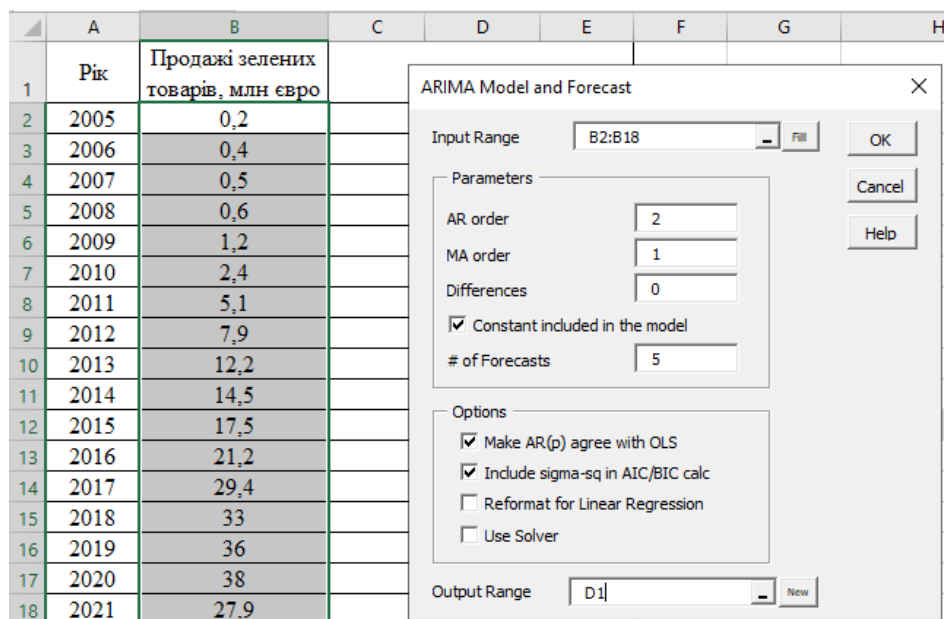 A B C D E F G H
1 Рік Продажі зелених
товарів, млн євро
2 2005 0,2
3 2006 0,4
4 2007 0,5
5 2008 0,6
6 2009 1,2
7 2010 2,4
8 2011 5,1
9 2012 7,9
10 2013 12,2
11 2014 14,5
12 2015 17,5
13 2016 21,2
14 2017 29,4
15 2018 33
16 2019 36
17 2020 38
18 2021 27,9
ARIMA Model and Forecast
Input Range B2:B18 Fill OK
Parameters Cancel
AR order 2 Help
MA order 1
Differences 0
Constant included in the model
# of Forecasts 5
Options
Make AR(p) agree with OLS
Include sigma-sq in AIC/BIC calc
Reformat for Linear Regression
Use Solver
Output Range D1 New